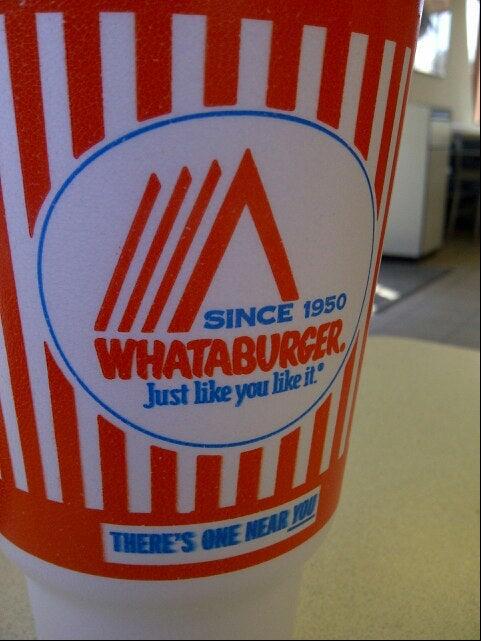 SINCE 1950
WHATABURGER.
Just like you like it.®
THERE'S ONE NEAR YOU